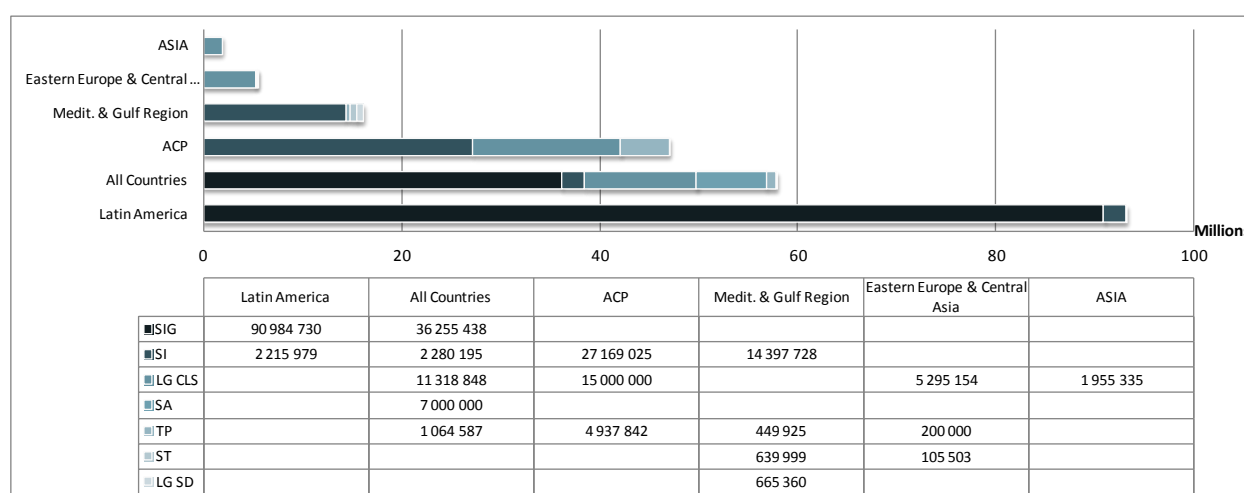 ASIA
Eastern Europe & Central ...
Medit. & Gulf Region
ACP
All Countries
Latin America
Million
0 20 40 60 80 100
Latin America All Countries ACP Medit. & Gulf Region Eastern Europe & Central Asia ASIA
SIG 90 984 730 36 255 438
SI 2 215 979 2 280 195 27 169 025 14 397 728
LG CLS 11 318 848 15 000 000 5 295 154 1 955 335
SA 7 000 000
TP 1 064 587 4 937 842 449 925 200 000
ST 639 999 105 503
LG SD 665 360